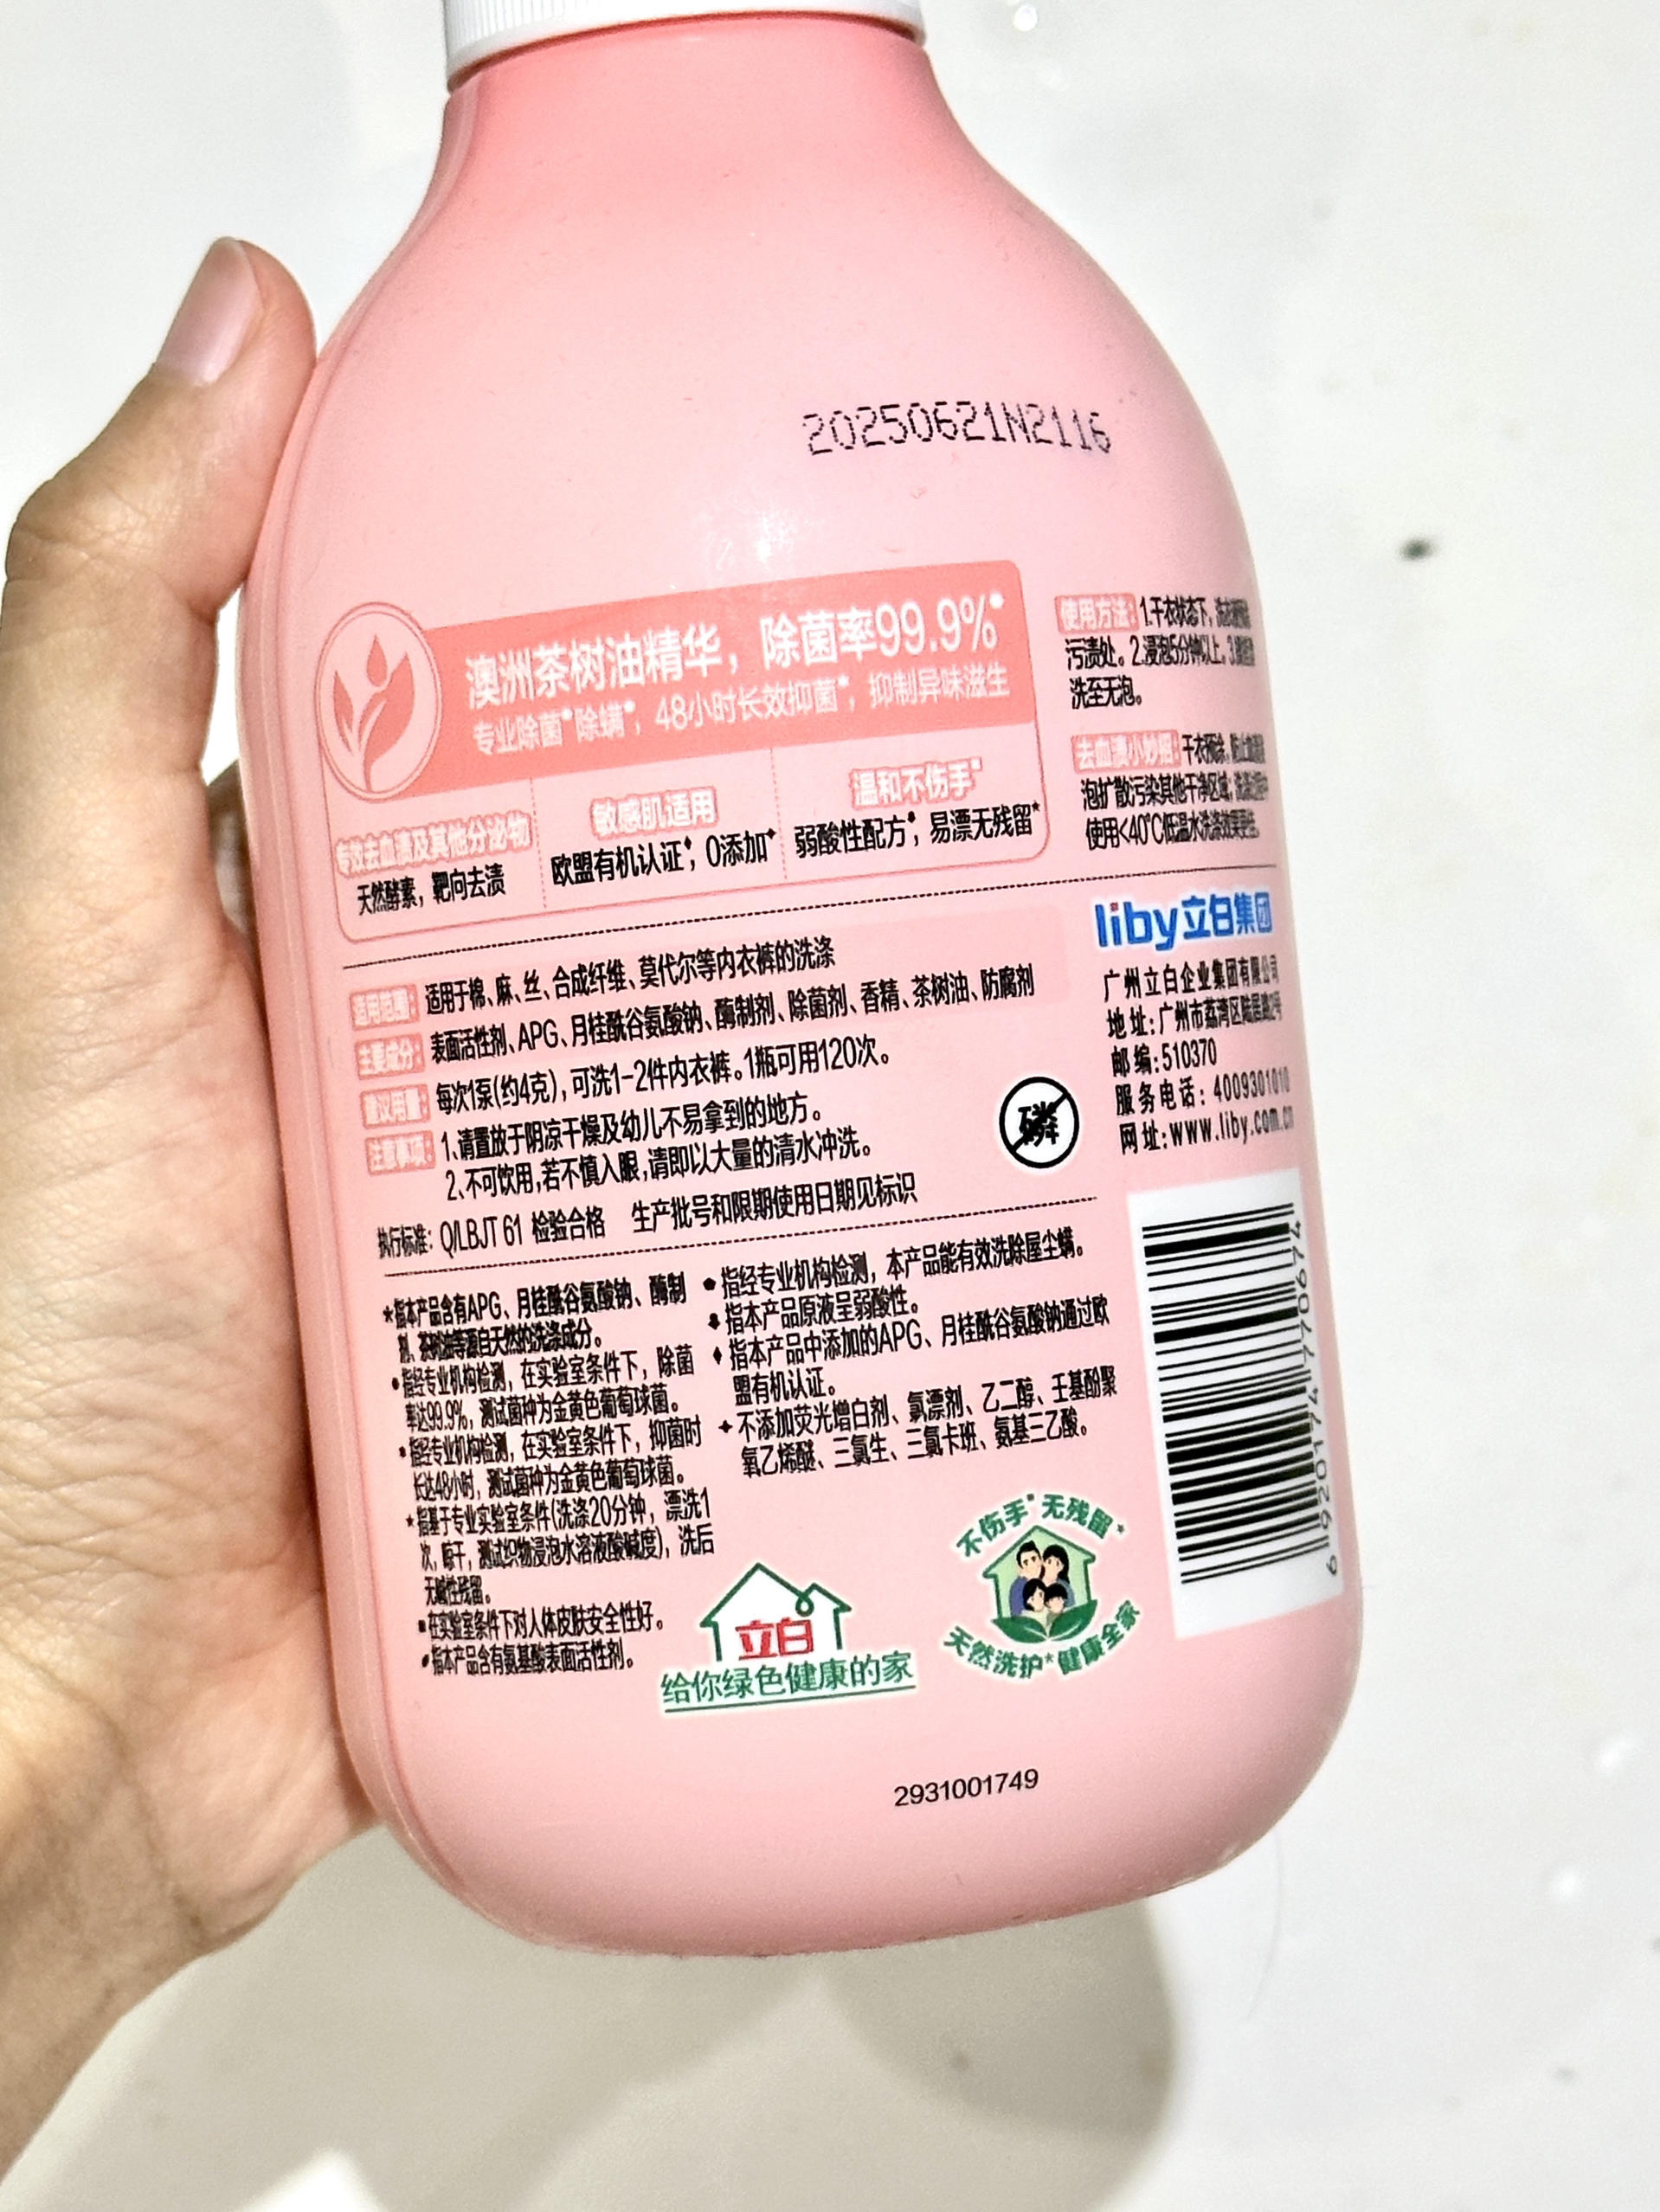 20250621N2116
澳洲茶树油精华，除菌率99.9%*
专业除菌*除螨*，48小时长效抑菌*，抑制异味滋生
专效去血渍及其他分泌物
天然酵素，靶向去渍
敏感肌适用
欧盟有机认证♦，0添加✦
温和不伤手■
弱酸性配方，易漂无残留★
适用范围：适用于棉、麻、丝、合成纤维、莫代尔等内衣裤的洗涤
主要成分：表面活性剂、APG、月桂酰谷氨酸钠、酶制剂、除菌剂、香精、茶树油、防腐剂
建议用量：每次1泵(约4克)，可洗1-2件内衣裤。1瓶可用120次。
注意事项：1、请置放于阴凉干燥及幼儿不易拿到的地方。
2、不可饮用，若不慎入眼，请即以大量的清水冲洗。
执行标准：Q/LBJT 61 检验合格 生产批号和限期使用日期见标识
磷
*指本产品含有APG、月桂酰谷氨酸钠、酶制
剂、茶树油等源自天然的洗涤成分。
●指经专业机构检测，在实验室条件下，除菌
率达99.9%，测试菌种为金黄色葡萄球菌。
●指经专业机构检测，在实验室条件下，抑菌时
长达48小时，测试菌种为金黄色葡萄球菌。
★指基于专业实验室条件(洗涤20分钟，漂洗1
次，晾干，测试织物浸泡水溶液酸碱度)，洗后
无碱性残留。
■在实验室条件下对人体皮肤安全性好。
指本产品含有氨基酸表面活性剂。
指经专业机构检测，本产品能有效洗除屋尘螨。
指本产品原液呈弱酸性。
♦指本产品中添加的APG、月桂酰谷氨酸钠通过欧
盟有机认证。
✦不添加荧光增白剂、氯漂剂、乙二醇、壬基酚聚
氧乙烯醚、三氯生、三氯卡班、氨基三乙酸。
使用方法：1.干衣状态下，
污渍处。2.浸泡5分钟以上。3.
洗至无泡。
去血渍小妙招：干衣预涂，防止
泡扩散污染其他干净区域；
使用<40℃低温水洗涤效果更佳。
liby立白集团
广州立白企业集团有限公司
地址：广州市荔湾区陆居路2号
邮编：510370
服务电话：4009301010
网址：www.liby.com.cn
6920174770674
立白
给你绿色健康的家
不伤手■无残留★
天然洗护*健康全家
2931001749